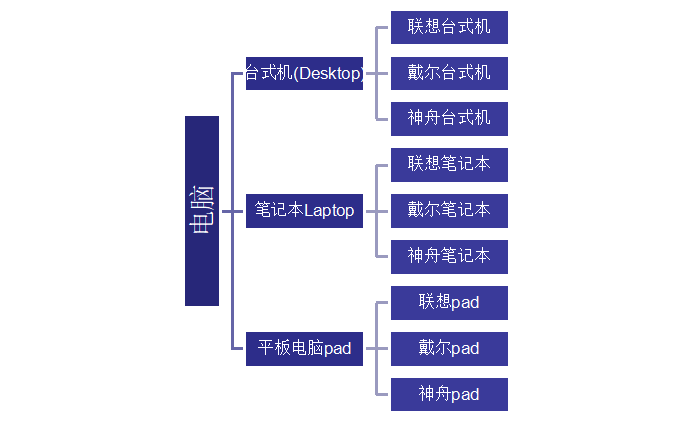 电脑
台式机(Desktop)
联想台式机
戴尔台式机
神舟台式机
笔记本Laptop
联想笔记本
戴尔笔记本
神舟笔记本
平板电脑pad
联想pad
戴尔pad
神舟pad